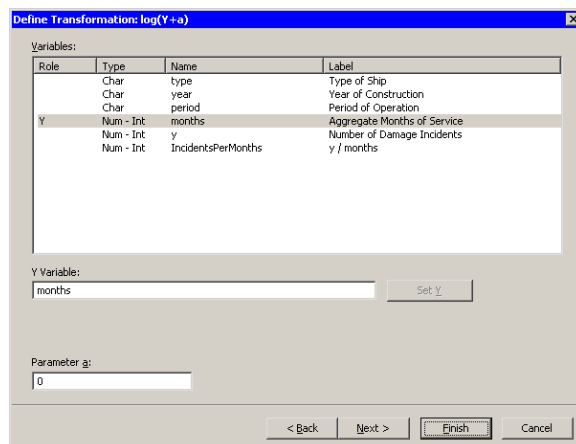 Define Transformation: log(Y+a)
Variables:
Role Type Name Label
Char type Type of Ship
Char year Year of Construction
Char period Period of Operation
Y Num - Int months Aggregate Months of Service
Num - Int y Number of Damage Incidents
Num - Int IncidentsPerMonths y / months
Y Variable:
months Set Y
Parameter a:
0
< Back Next > Finish Cancel